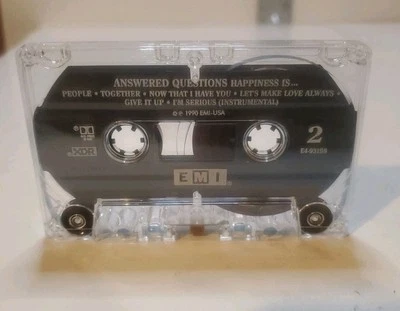 ANSWERED QUESTIONS HAPPINESS IS...
PEOPLE • TOGETHER • NOW THAT I HAVE YOU • LET'S MAKE LOVE ALWAYS •
GIVE IT UP • I'M SERIOUS (INSTRUMENTAL)
© ℗ 1990 EMI-USA
2
XDR
EMI